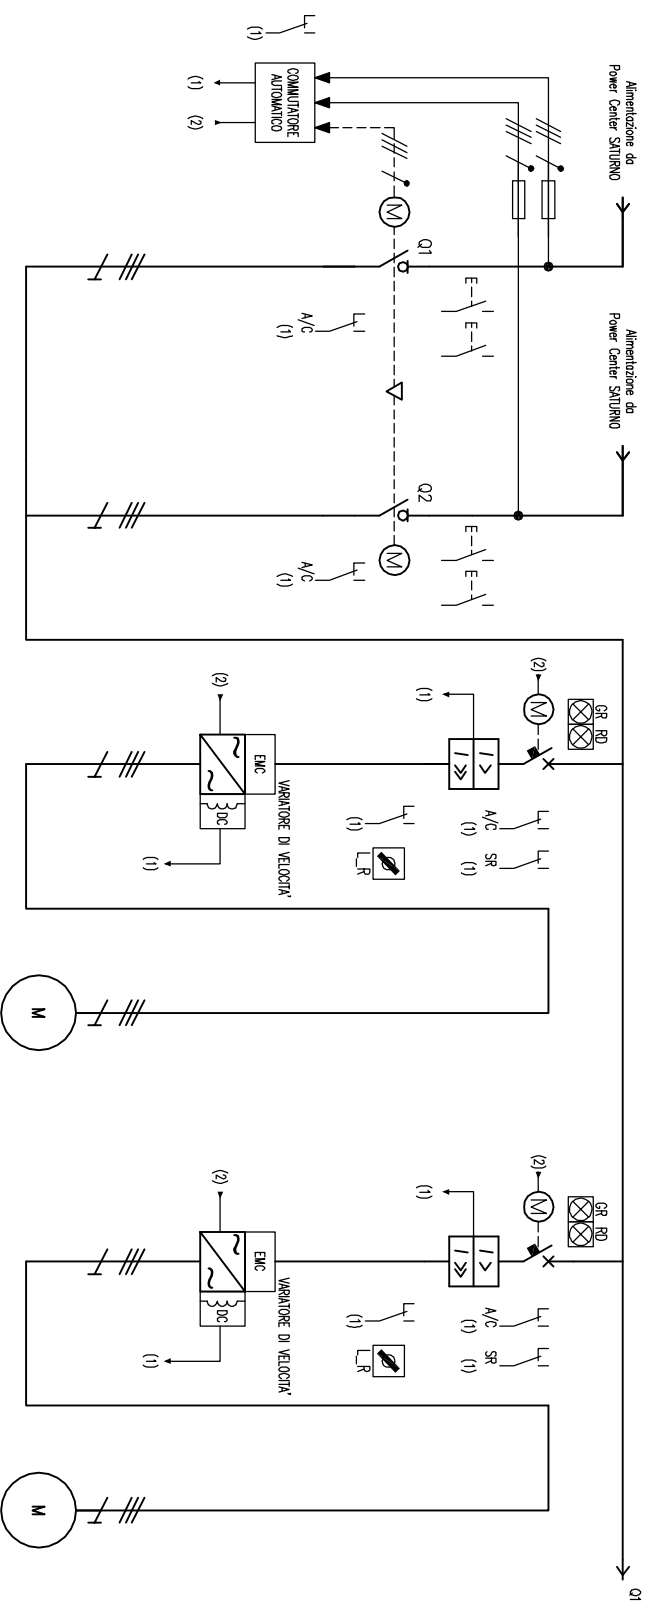 Alimentazione da
Power Center SATURNO
Alimentazione da
Power Center SATURNO
(1)
COMMUTATORE
AUTOMATICO
(1)
(2)
M
Q1
E
E
A/C
(1)
Q2
M
E
E
A/C
(1)
GR
RD
(2)
M
(1)
A/C
(1)
SR
(1)
(1)
L_R
VARIATORE DI VELOCITA'
EMC
(2)
DC
(1)
M
GR
RD
(2)
M
(1)
A/C
(1)
SR
(1)
(1)
L_R
VARIATORE DI VELOCITA'
EMC
(2)
DC
(1)
M
Q1